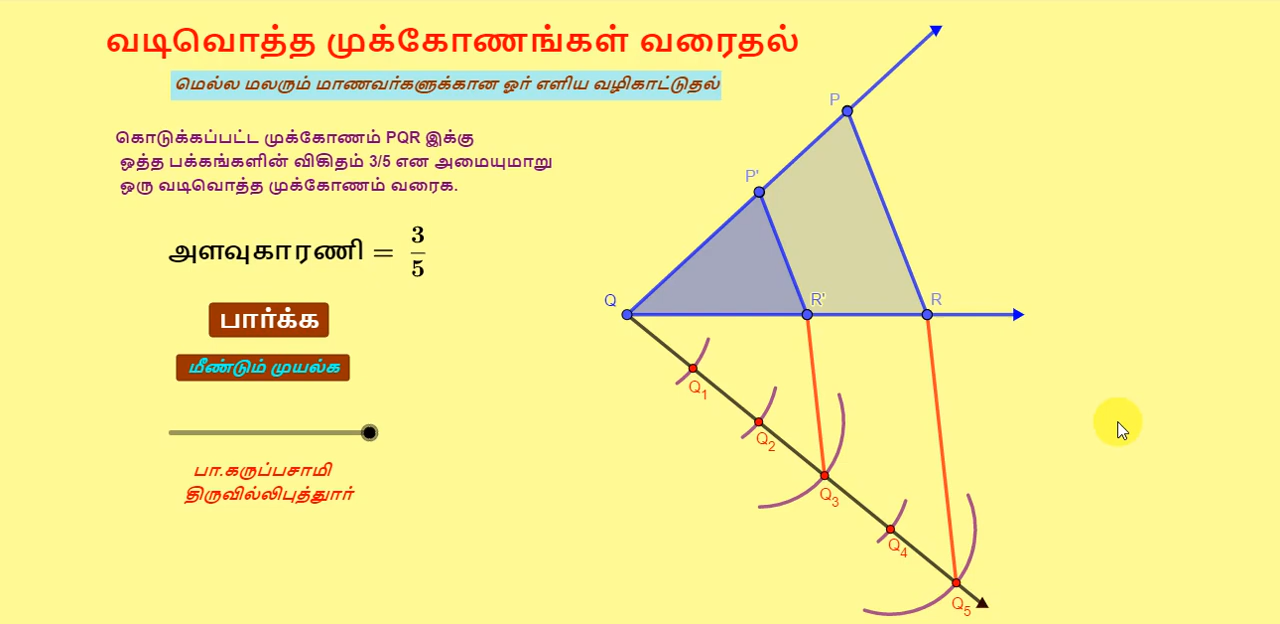 வடிவொத்த முக்கோணங்கள் வரைதல்
மெல்ல மலரும் மாணவர்களுக்கான ஓர் எளிய வழிகாட்டுதல்
கொடுக்கப்பட்ட முக்கோணம் PQR இக்கு
ஒத்த பக்கங்களின் விகிதம் 3/5 என அமையுமாறு
ஒரு வடிவொத்த முக்கோணம் வரைக.
அளவுகாரணி = 3/5
பார்க்க
மீண்டும் முயல்க
பா.கருப்பசாமி
திருவில்லிபுத்தூர்
P
P'
Q
R'
R
Q1
Q2
Q3
Q4
Q5